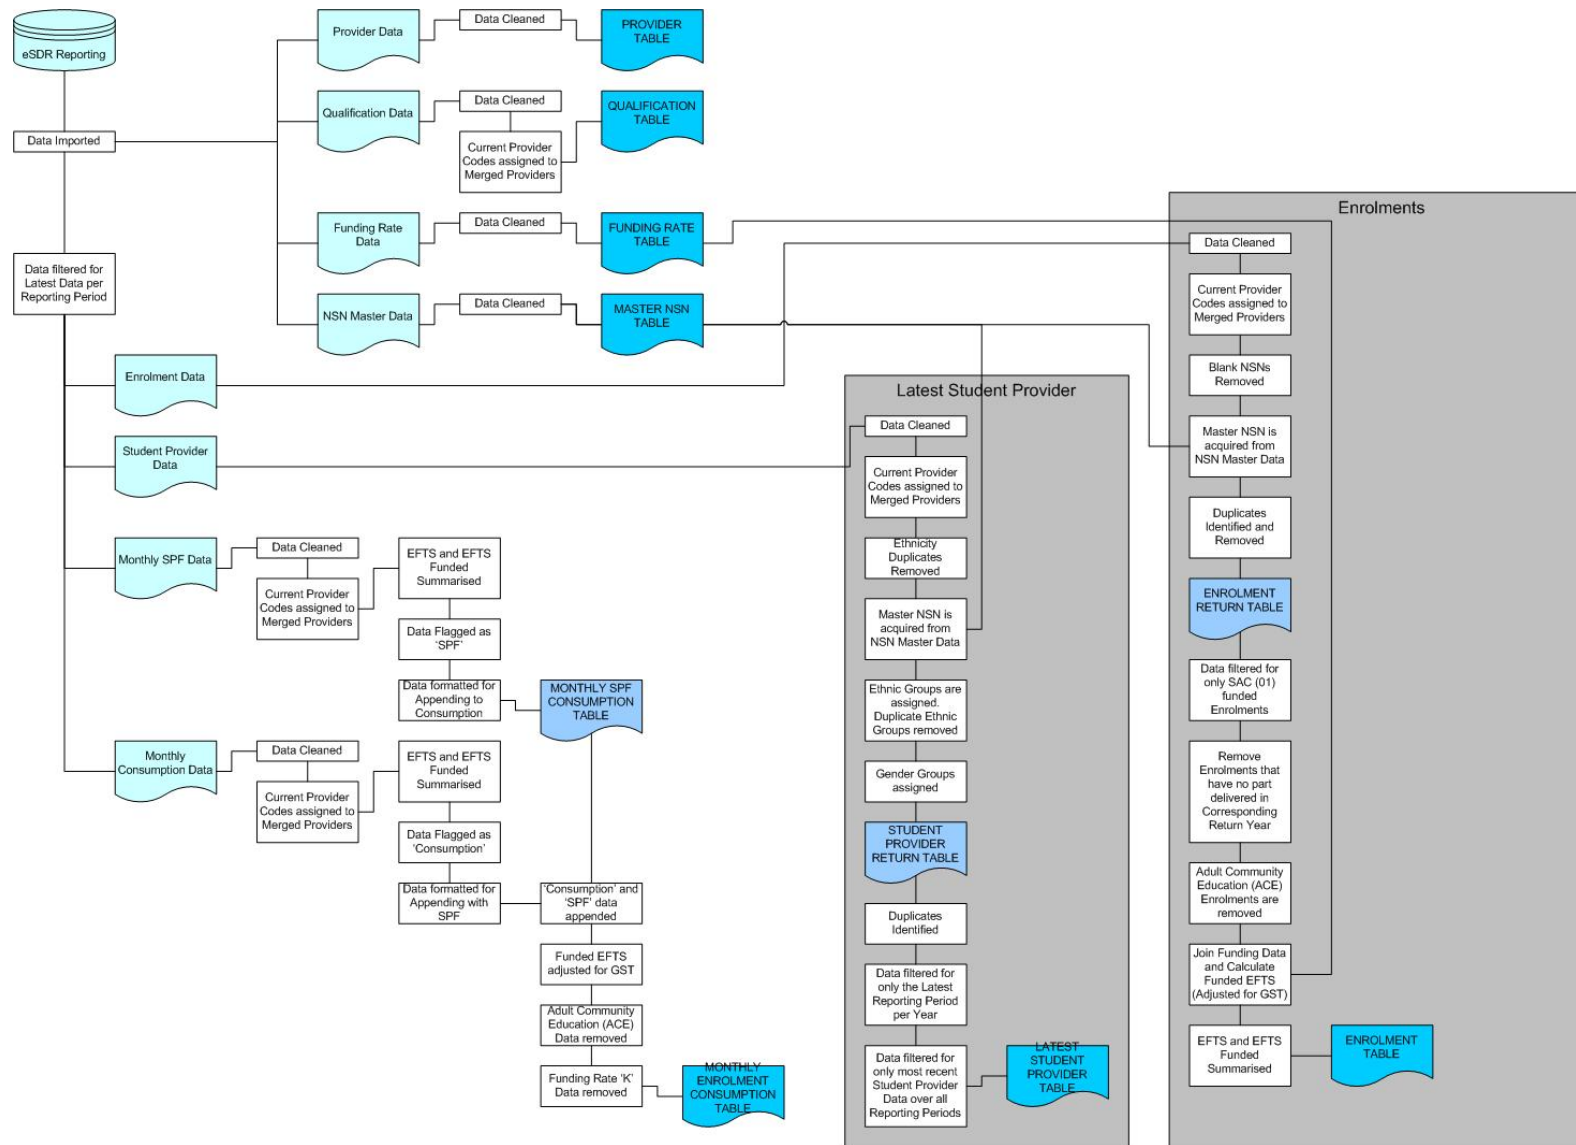 eSDR Reporting
Data Imported
Data filtered for
Latest Data per
Reporting Period
Provider Data
Data Cleaned
PROVIDER
TABLE
Qualification Data
Data Cleaned
Current Provider
Codes assigned to
Merged Providers
QUALIFICATION
TABLE
Funding Rate
Data
Data Cleaned
FUNDING RATE
TABLE
NSN Master Data
Data Cleaned
MASTER NSN
TABLE
Enrolment Data
Student Provider
Data
Monthly SPF Data
Data Cleaned
Current Provider
Codes assigned to
Merged Providers
EFTS and EFTS
Funded
Summarised
Data Flagged as
‘SPF’
Data formatted for
Appending to
Consumption
MONTHLY SPF
CONSUMPTION
TABLE
Monthly
Consumption Data
Data Cleaned
Current Provider
Codes assigned to
Merged Providers
EFTS and EFTS
Funded
Summarised
Data Flagged as
‘Consumption’
Data formatted for
Appending with
SPF
‘Consumption’ and
‘SPF’ data
appended
Funded EFTS
adjusted for GST
Adult Community
Education (ACE)
Data removed
Funding Rate ‘K’
Data removed
MONTHLY
ENROLMENT
CONSUMPTION
TABLE
Latest Student Provider
Data Cleaned
Current Provider
Codes assigned to
Merged Providers
Ethnicity
Duplicates
Removed
Master NSN is
acquired from
NSN Master Data
Ethnic Groups are
assigned.
Duplicate Ethnic
Groups removed
Gender Groups
assigned
STUDENT
PROVIDER
RETURN TABLE
Duplicates
Identified
Data filtered for
only the Latest
Reporting Period
per Year
Data filtered for
only most recent
Student Provider
Data over all
Reporting Periods
LATEST
STUDENT
PROVIDER
TABLE
Enrolments
Data Cleaned
Current Provider
Codes assigned to
Merged Providers
Blank NSNs
Removed
Master NSN is
acquired from
NSN Master Data
Duplicates
Identified and
Removed
ENROLMENT
RETURN TABLE
Data filtered for
only SAC (01)
funded
Enrolments
Remove
Enrolments that
have no part
delivered in
Corresponding
Return Year
Adult Community
Education (ACE)
Enrolments are
removed
Join Funding Data
and Calculate
Funded EFTS
(Adjusted for GST)
EFTS and EFTS
Funded
Summarised
ENROLMENT
TABLE